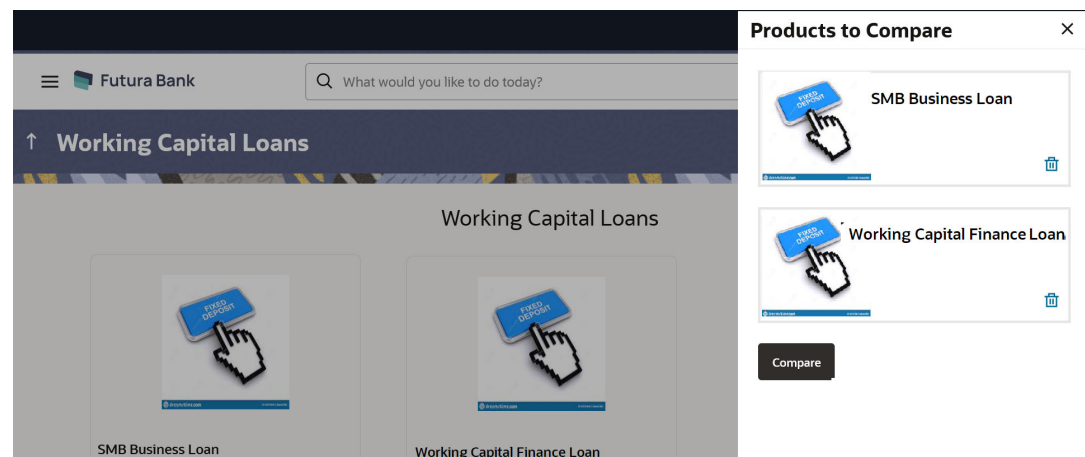 Products to Compare
Futura Bank
What would you like to do today?
Working Capital Loans
Working Capital Loans
FIXED
DEPOSIT
SMB Business Loan
FIXED
DEPOSIT
Working Capital Finance Loan
FIXED
DEPOSIT
SMB Business Loan
FIXED
DEPOSIT
Working Capital Finance Loan
Compare